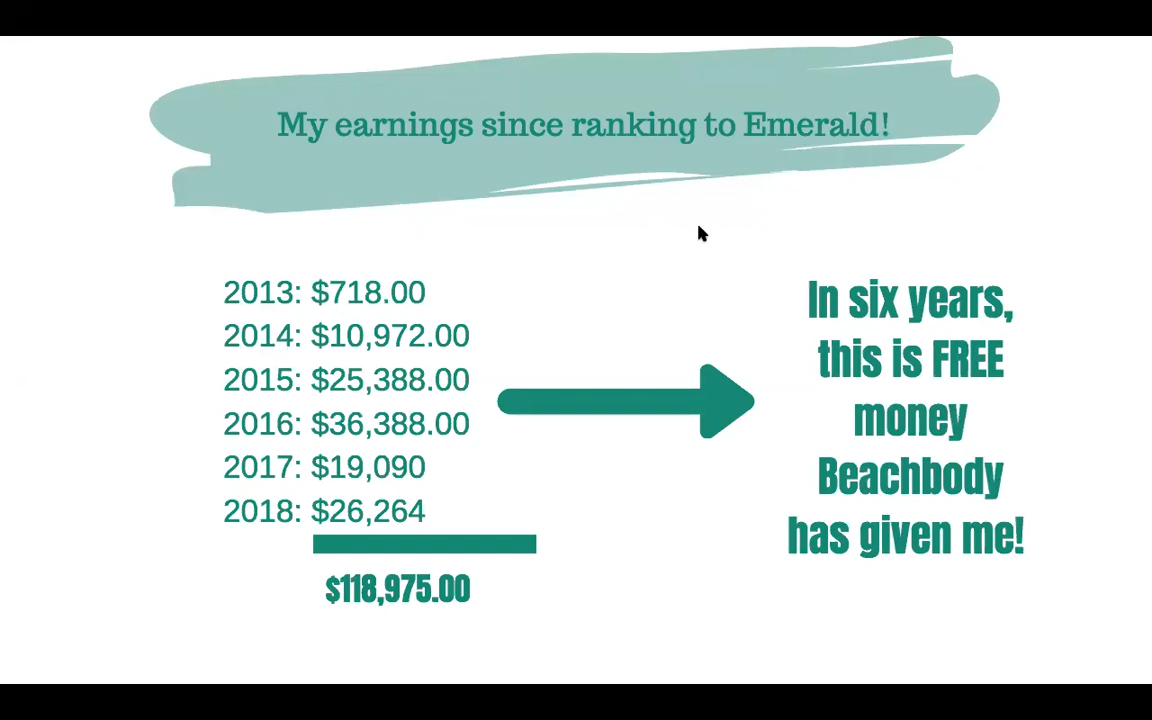 My earnings since ranking to Emerald!
2013: $718.00
2014: $10,972.00
2015: $25,388.00
2016: $36,388.00
2017: $19,090
2018: $26,264
$118,975.00
In six years,
this is FREE
money
Beachbody
has given me!